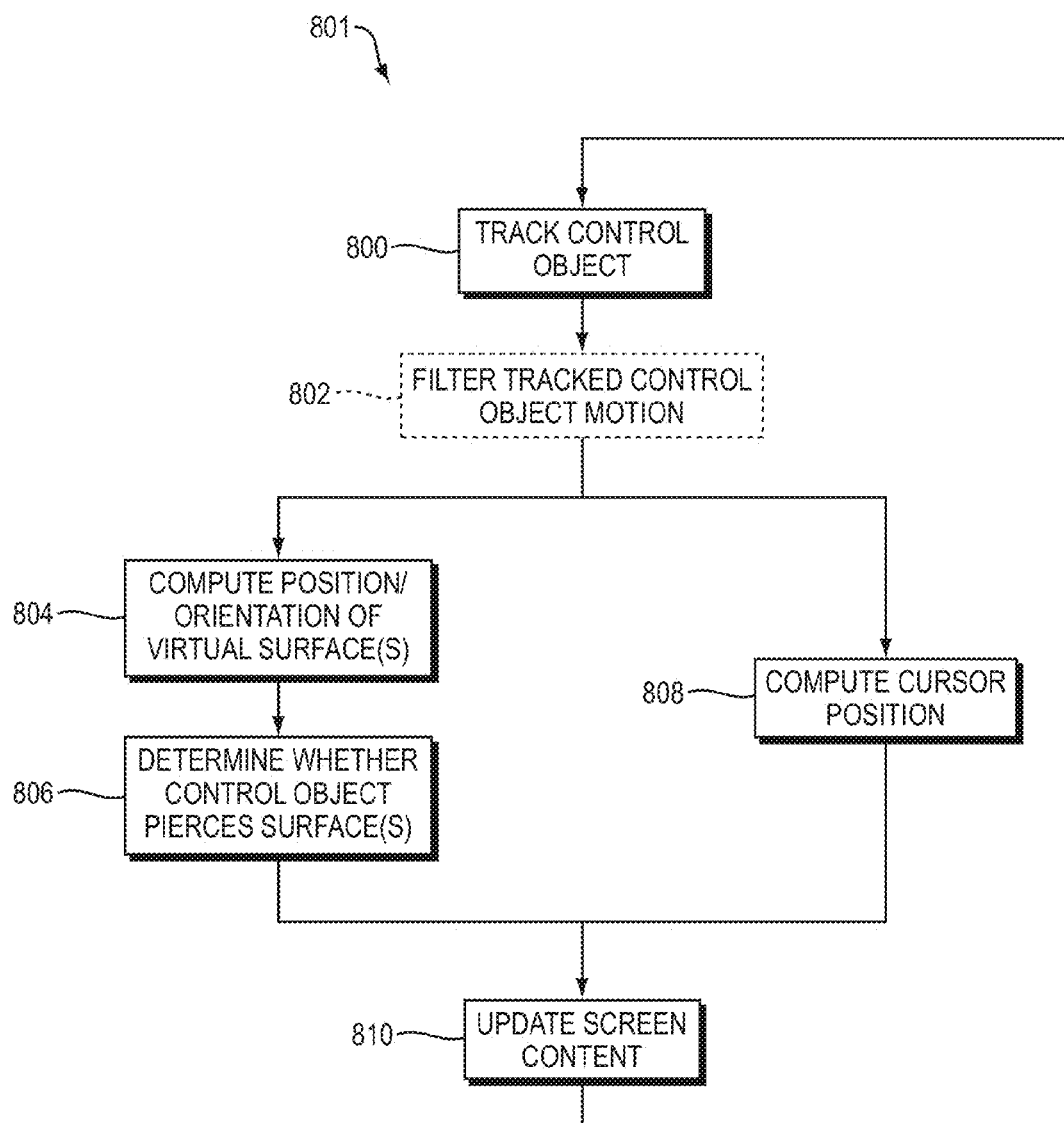 801
800
TRACK CONTROL
OBJECT
802
FILTER TRACKED CONTROL
OBJECT MOTION
804
COMPUTE POSITION/
ORIENTATION OF
VIRTUAL SURFACE(S)
808
COMPUTE CURSOR
POSITION
806
DETERMINE WHETHER
CONTROL OBJECT
PIERCES SURFACE(S)
810
UPDATE SCREEN
CONTENT